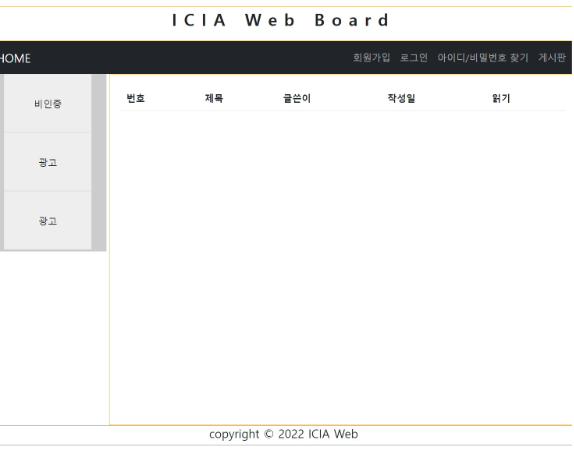 ICIA Web Board
HOME 회원가입 로그인 아이디/비밀번호 찾기 게시판
비인증
광고
광고
번호 제목 글쓴이 작성일 읽기
copyright © 2022 ICIA Web